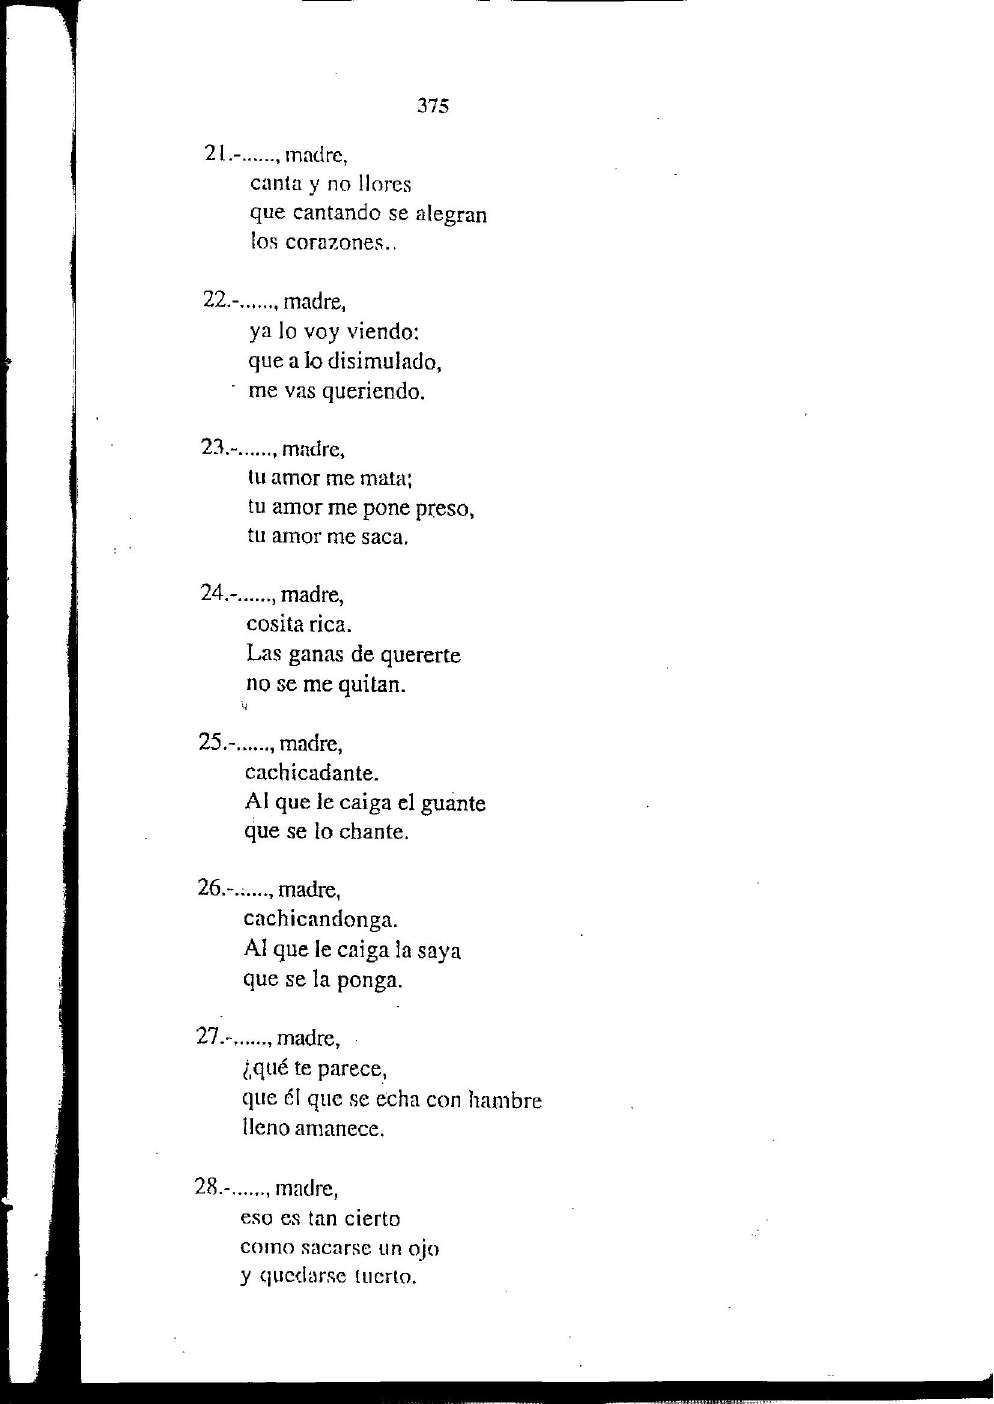 375
21.-......, madre,
canta y no llores
que cantando se alegran
los corazones..
22.-......, madre,
ya lo voy viendo:
que a lo disimulado,
me vas queriendo.
23.-......, madre,
tu amor me mata;
tu amor me pone preso,
tu amor me saca.
24.-......, madre,
cosita rica.
Las ganas de quererte
no se me quitan.
25.-......, madre,
cachicadante.
Al que le caiga el guante
que se lo chante.
26.-......, madre,
cachicandonga.
Al que le caiga la saya
que se la ponga.
27.-......, madre,
¿qué te parece,
que él que se echa con hambre
lleno amanece.
28.-......, madre,
eso es tan cierto
como sacarse un ojo
y quedarse tuerto.